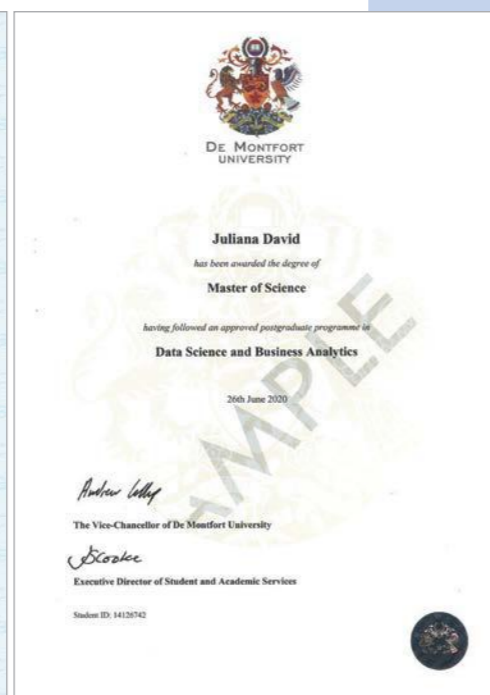 DE MONTFORT
UNIVERSITY
Juliana David
has been awarded the degree of
Master of Science
having followed an approved postgraduate programme in
Data Science and Business Analytics
26th June 2020
AMPLE
The Vice-Chancellor of De Montfort University
Executive Director of Student and Academic Services
Student ID: 14126742